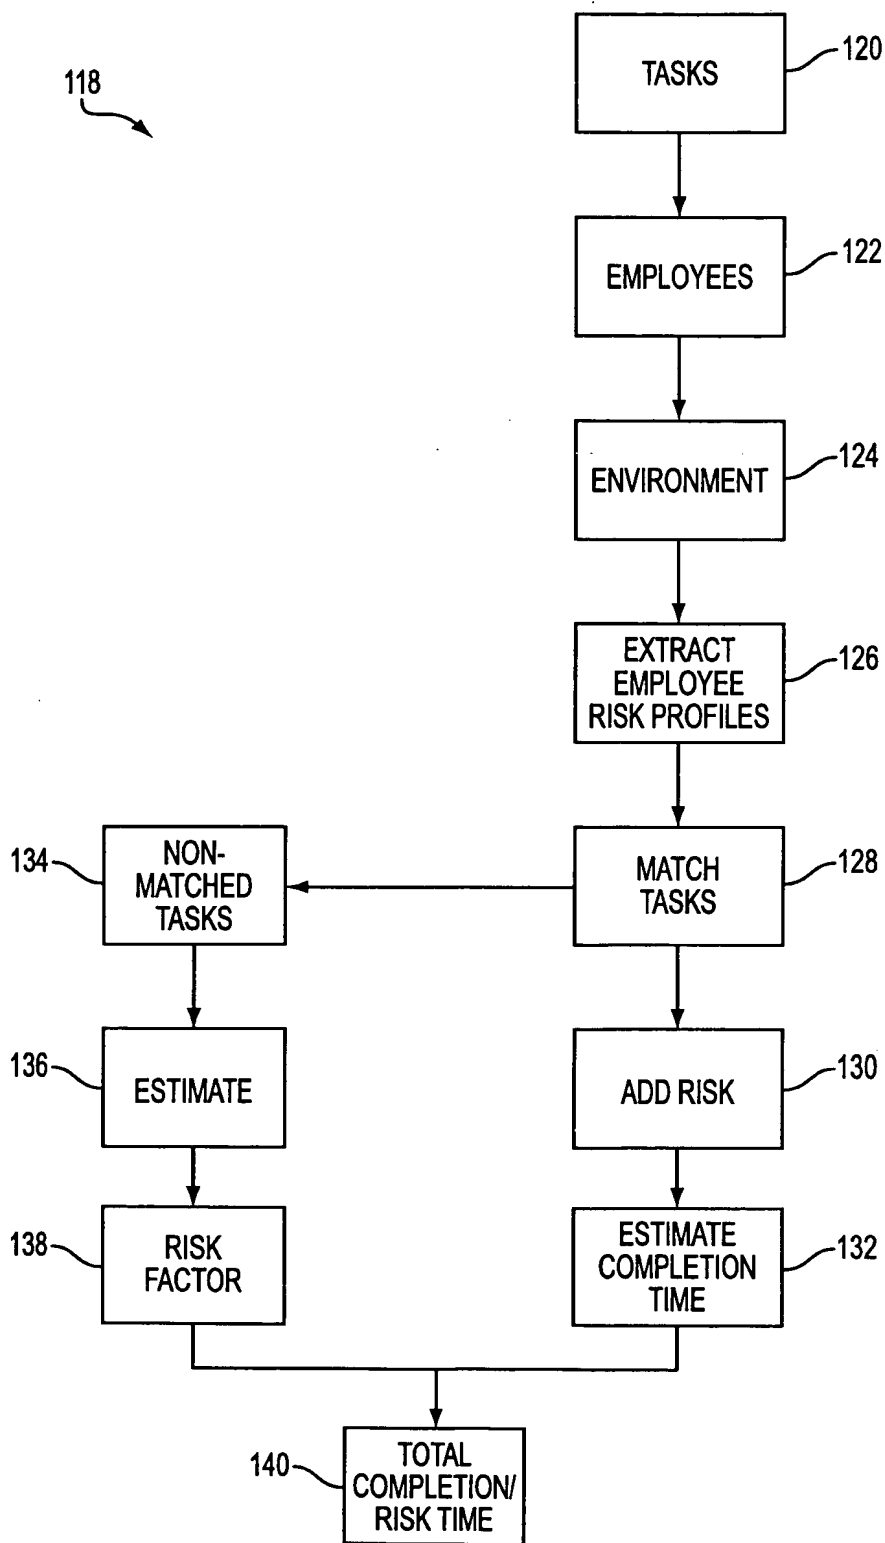 118
TASKS
120
EMPLOYEES
122
ENVIRONMENT
124
EXTRACT
EMPLOYEE
RISK PROFILES
126
134
NON-
MATCHED
TASKS
MATCH
TASKS
128
136
ESTIMATE
ADD RISK
130
138
RISK
FACTOR
ESTIMATE
COMPLETION
TIME
132
140
TOTAL
COMPLETION/
RISK TIME